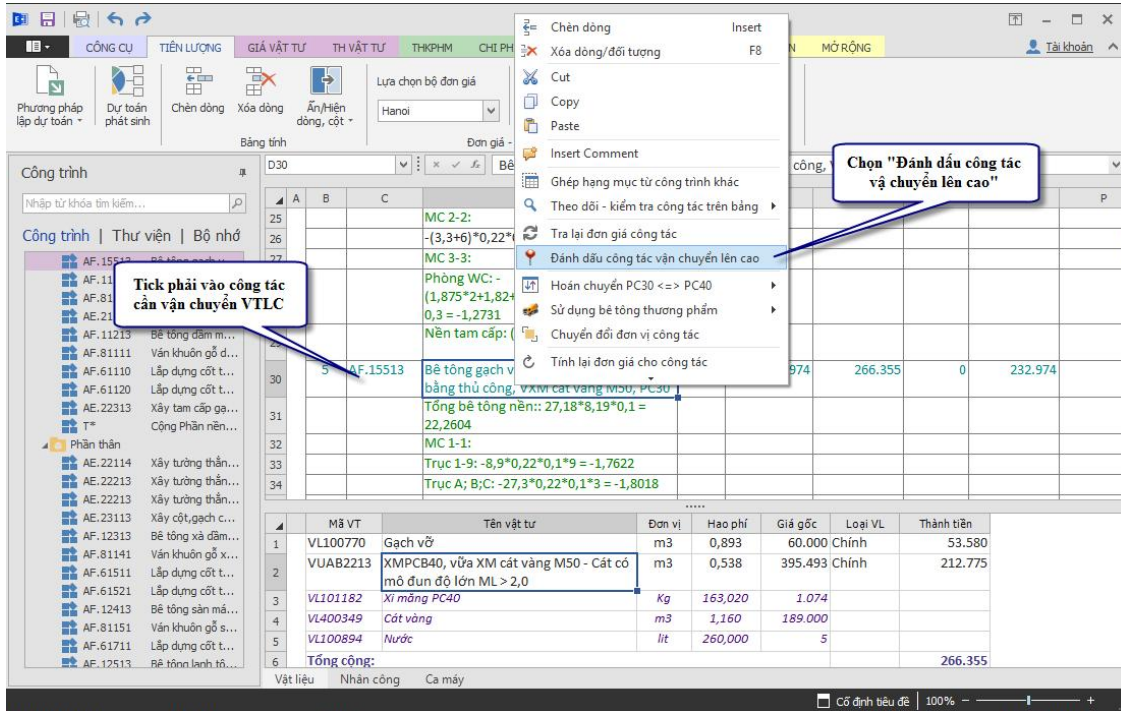 CÔNG CỤ
TIÊN LƯỢNG
GIÁ VẬT TƯ
TH VẬT TƯ
THKPHM
CHI PH
N
MỞ RỘNG
Tài khoản
Phương pháp
lập dự toán
Dự toán
phát sinh
Chèn dòng
Xóa dòng
Ẩn/Hiện
dòng, cột
Lựa chọn bộ đơn giá
Hanoi
Bảng tính
Đơn giá -
Chèn dòng Insert
Xóa dòng/đối tượng F8
Cut
Copy
Paste
Insert Comment
Ghép hạng mục từ công trình khác
Theo dõi - kiểm tra công tác trên bảng
Tra lại đơn giá công tác
Đánh dấu công tác vận chuyển lên cao
Hoán chuyển PC30 <=> PC40
Sử dụng bê tông thương phẩm
Chuyển đổi đơn vị công tác
Tính lại đơn giá cho công tác
Chọn "Đánh dấu công tác
vậ chuyển lên cao"
Tick phải vào công tác
cần vận chuyển VTLC
Công trình
Nhập từ khóa tìm kiếm...
Công trình | Thư viện | Bộ nhớ
AF.15513 Bê tông gạch v...
AF.11
AF.81
AE.21
AF.11213 Bê tông dầm m...
AF.81111 Ván khuôn gỗ d...
AF.61110 Lắp dựng cốt t...
AF.61120 Lắp dựng cốt t...
AE.22313 Xây tam cấp gạ...
T* Cộng Phần nền...
Phần thân
AE.22114 Xây tường thẳn...
AE.22213 Xây tường thẳn...
AE.22213 Xây tường thẳn...
AE.23113 Xây cột,gạch c...
AF.12313 Bê tông xà dầm...
AF.81141 Ván khuôn gỗ x...
AF.61511 Lắp dựng cốt t...
AF.61521 Lắp dựng cốt t...
AF.12413 Bê tông sàn má...
AF.81151 Ván khuôn gỗ s...
AF.61711 Lắp dựng cốt t...
AF.12513 Bê tông lanh tô...
D30 fx Bê công,
A B C P
25 MC 2-2:
26 -(3,3+6)*0,22*
27 MC 3-3:
Phòng WC: -
(1,875*2+1,82+
0,3 = -1,2731
29 Nền tam cấp: (
30 5 AF.15513 Bê tông gạch v 974 266.355 0 232.974
bằng thủ công, VXM cát vàng M50, PC30
31 Tổng bê tông nền:: 27,18*8,19*0,1 =
22,2604
32 MC 1-1:
33 Trục 1-9: -8,9*0,22*0,1*9 = -1,7622
34 Trục A; B;C: -27,3*0,22*0,1*3 = -1,8018
Mã VT Tên vật tư Đơn vị Hao phí Giá gốc Loại VL Thành tiền
1 VL100770 Gạch vỡ m3 0,893 60.000 Chính 53.580
2 VUAB2213 XMPCB40, vữa XM cát vàng M50 - Cát có m3 0,538 395.493 Chính 212.775
mô đun độ lớn ML > 2,0
3 VL101182 Xi măng PC40 Kg 163,020 1.074
4 VL400349 Cát vàng m3 1,160 189.000
5 VL100894 Nước lit 260,000 5
6 Tổng cộng: 266.355
Vật liệu Nhân công Ca máy
Cố định tiêu đề 100% - +